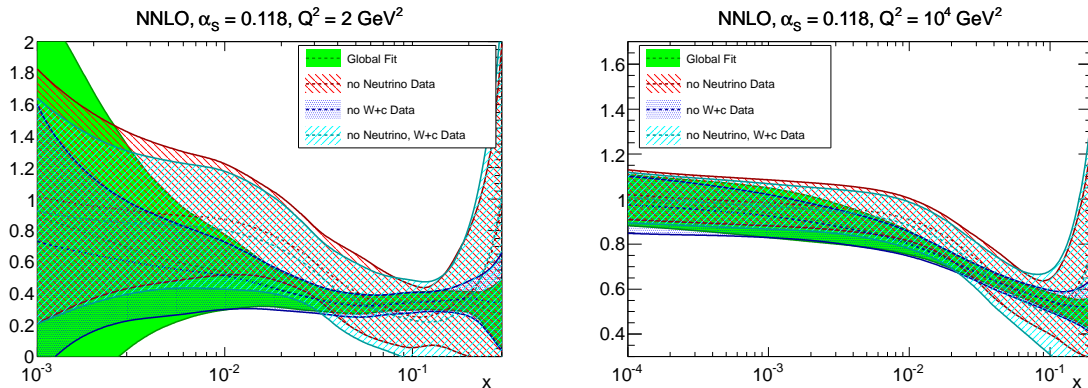 NNLO, α_S = 0.118, Q² = 2 GeV²
2
1.8
1.6
1.4
1.2
1
0.8
0.6
0.4
0.2
0
Global Fit
no Neutrino Data
no W+c Data
no Neutrino, W+c Data
10⁻³
10⁻²
10⁻¹
x
NNLO, α_S = 0.118, Q² = 10⁴ GeV²
1.6
1.4
1.2
1
0.8
0.6
0.4
Global Fit
no Neutrino Data
no W+c Data
no Neutrino, W+c Data
10⁻⁴
10⁻³
10⁻²
10⁻¹
x